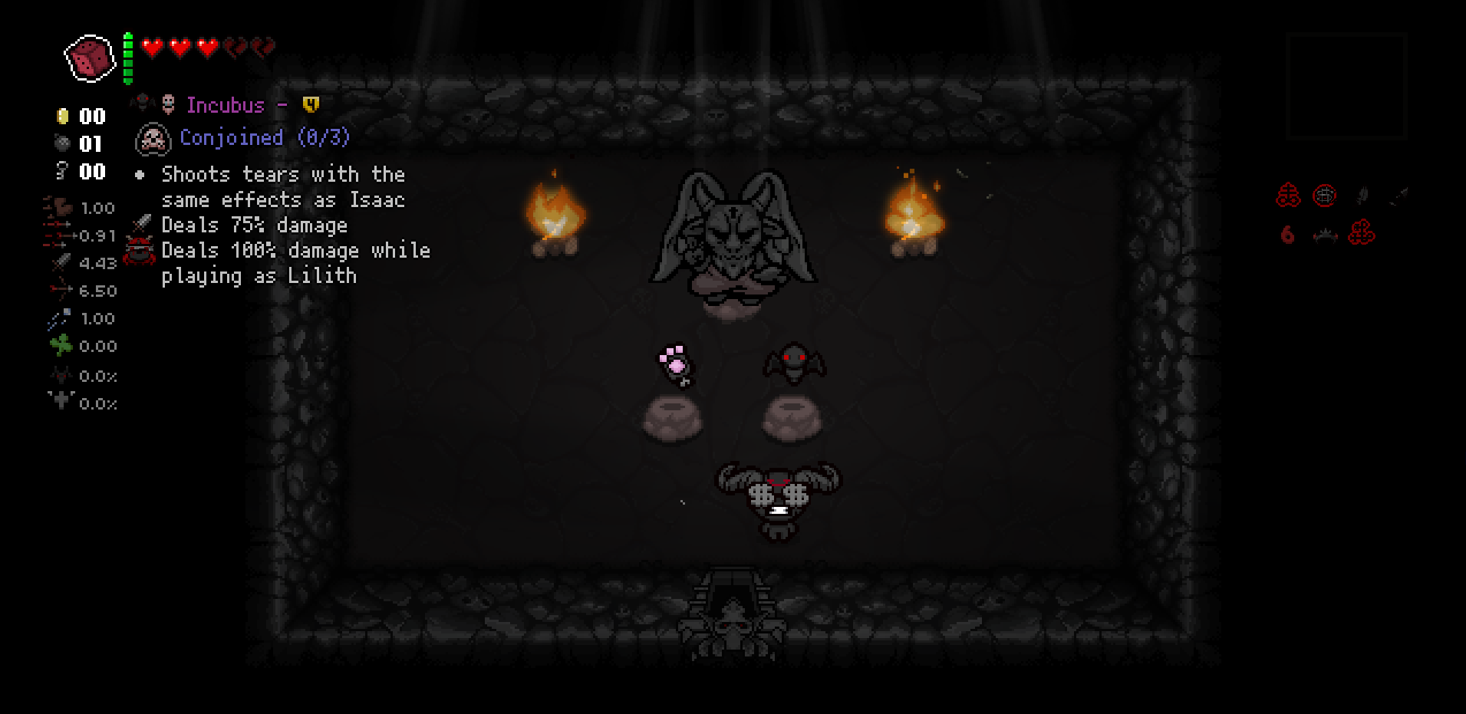 Incubus - 4
00
Conjoined (0/3)
01
00
Shoots tears with the
same effects as Isaac
1.00
Deals 75% damage
-0.91
Deals 100% damage while
4.43
playing as Lilith
6.50
1.00
0.00
0.0%
0.0%
6